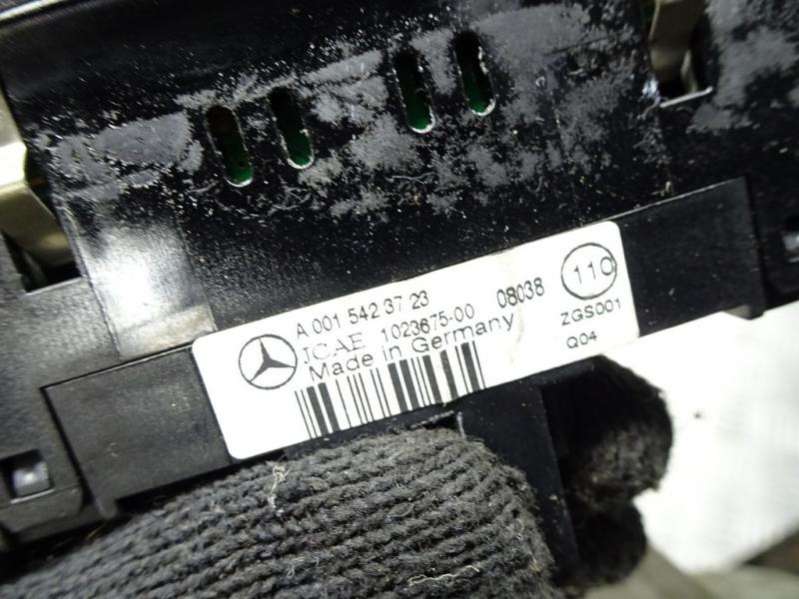 A 001 542 37 23
JCAE 1023675-00 08038
Made in Germany
110
ZGS001
Q04